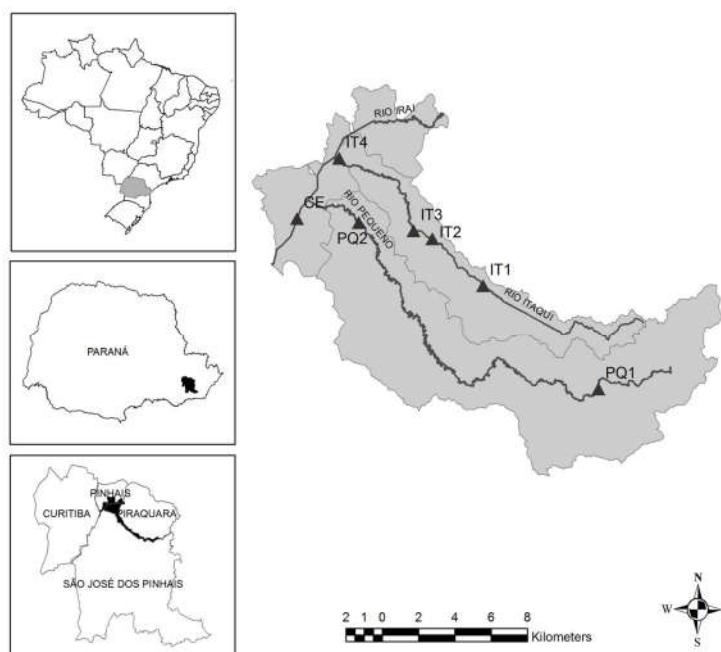 RIO IRAI
IT4
RIO PEQUENO
CE
PQ2
IT3
IT2
IT1
RIO ITAQUI
PQ1
PARANÁ
PINHAIS
CURITIBA
PIRAQUARA
SÃO JOSÉ DOS PINHAIS
N
W
E
S
2 1 0 2 4 6 8
Kilometers